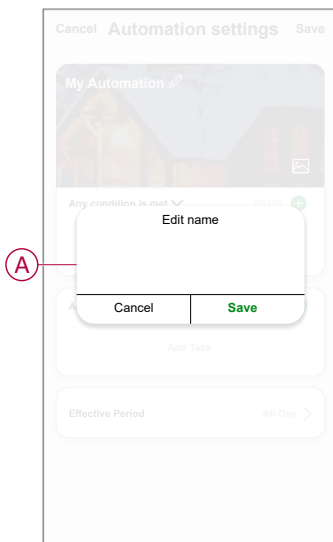 Cancel Automation settings Save
My Automation
Any condition is met
Edit name
A
Cancel Save
Add Task
Effective Period All-Day